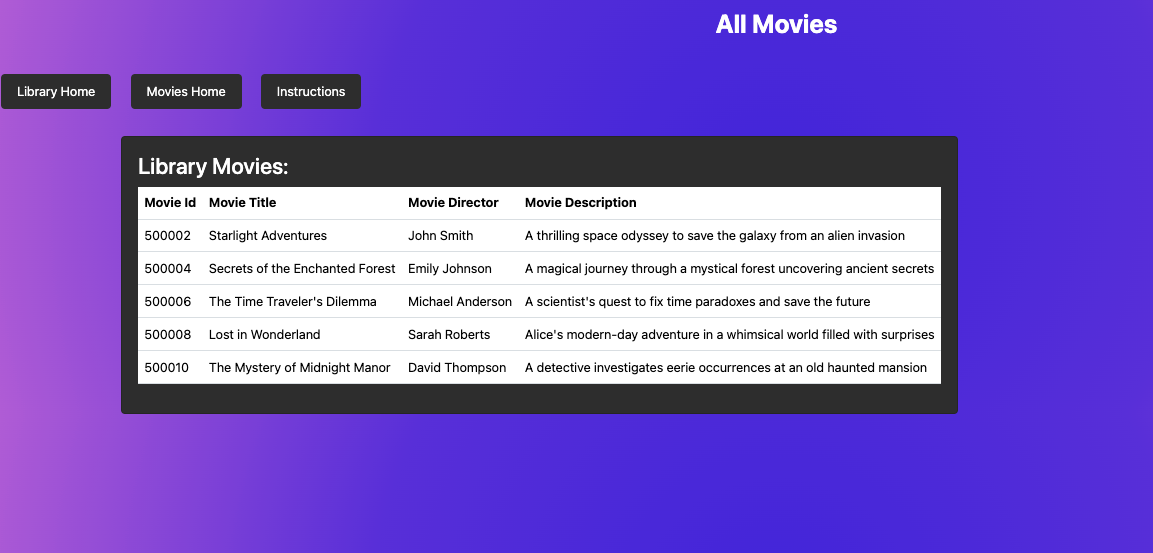 All Movies
Library Home Movies Home Instructions
Library Movies:
Movie Id Movie Title Movie Director Movie Description
500002 Starlight Adventures John Smith A thrilling space odyssey to save the galaxy from an alien invasion
500004 Secrets of the Enchanted Forest Emily Johnson A magical journey through a mystical forest uncovering ancient secrets
500006 The Time Traveler's Dilemma Michael Anderson A scientist's quest to fix time paradoxes and save the future
500008 Lost in Wonderland Sarah Roberts Alice's modern-day adventure in a whimsical world filled with surprises
500010 The Mystery of Midnight Manor David Thompson A detective investigates eerie occurrences at an old haunted mansion